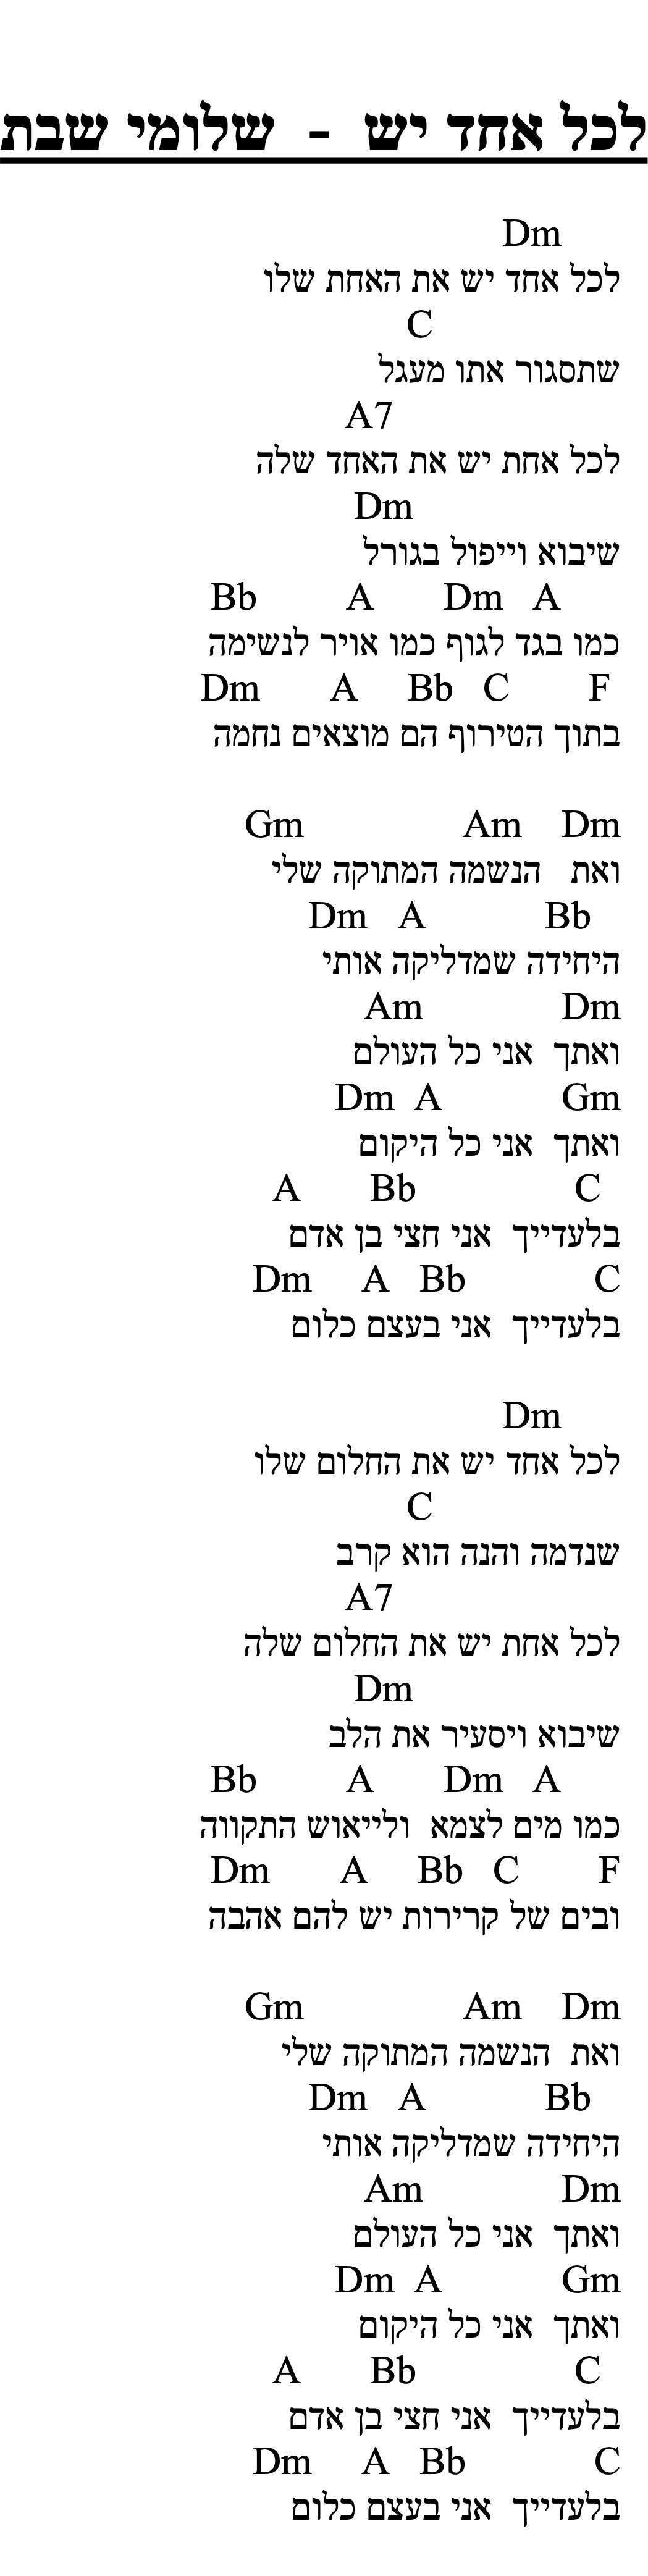 לכל אחד יש - שלומי שבת
Dm
לכל אחד יש את האחת שלו
C
שתסגור אתו מעגל
A7
לכל אחת יש את האחד שלה
Dm
שיבוא וייפול בגורל
Bb A Dm A
כמו בגד לגוף כמו אויר לנשימה
Dm A Bb C F
בתוך הטירוף הם מוצאים נחמה
Gm Am Dm
ואת הנשמה המתוקה שלי
Dm A Bb
היחידה שמדליקה אותי
Am Dm
ואתך אני כל העולם
Dm A Gm
ואתך אני כל היקום
A Bb C
בלעדייך אני חצי בן אדם
Dm A Bb C
בלעדייך אני בעצם כלום
Dm
לכל אחד יש את החלום שלו
C
שנדמה והנה הוא קרב
A7
לכל אחת יש את החלום שלה
Dm
שיבוא ויסעיר את הלב
Bb A Dm A
כמו מים לצמא ולייאוש התקווה
Dm A Bb C F
ובים של קרירות יש להם אהבה
Gm Am Dm
ואת הנשמה המתוקה שלי
Dm A Bb
היחידה שמדליקה אותי
Am Dm
ואתך אני כל העולם
Dm A Gm
ואתך אני כל היקום
A Bb C
בלעדייך אני חצי בן אדם
Dm A Bb C
בלעדייך אני בעצם כלום